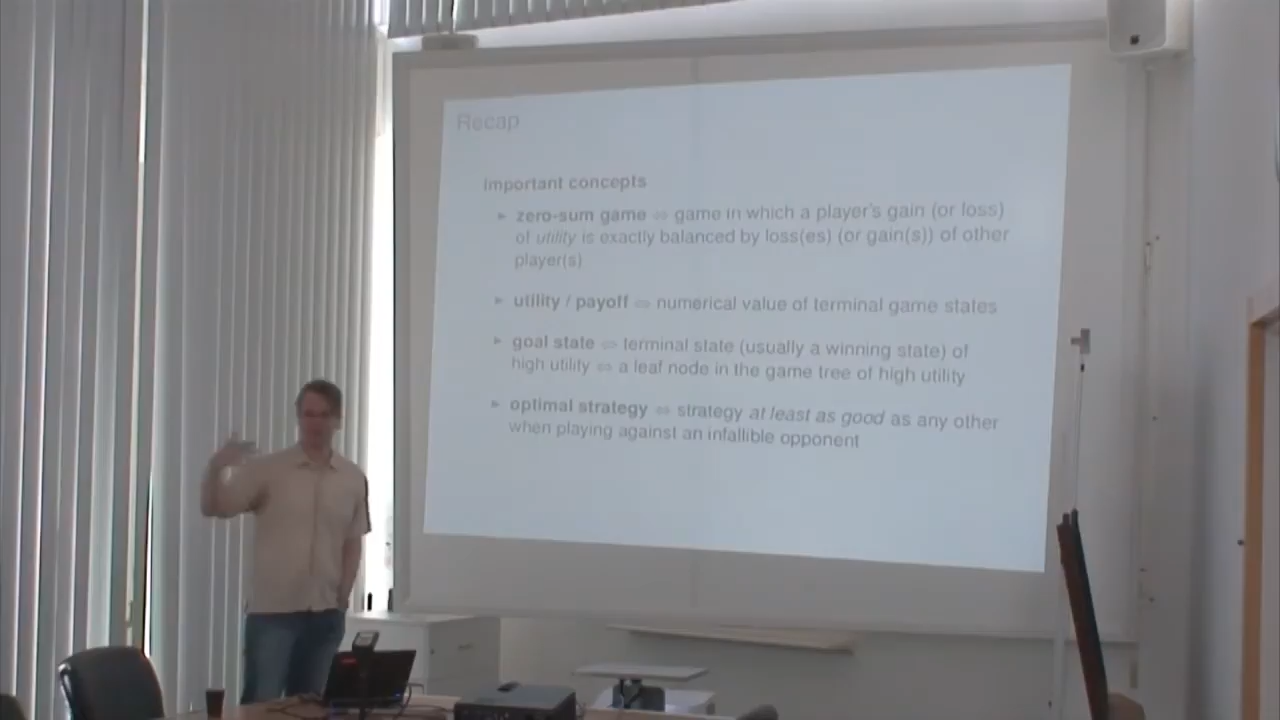 Recap
Important concepts
► zero-sum game ⇔ game in which a player's gain (or loss)
of utility is exactly balanced by loss(es) (or gain(s)) of other
player(s)
► utility / payoff ⇔ numerical value of terminal game states
► goal state ⇔ terminal state (usually a winning state) of
high utility ⇔ a leaf node in the game tree of high utility
► optimal strategy ⇔ strategy at least as good as any other
when playing against an infallible opponent